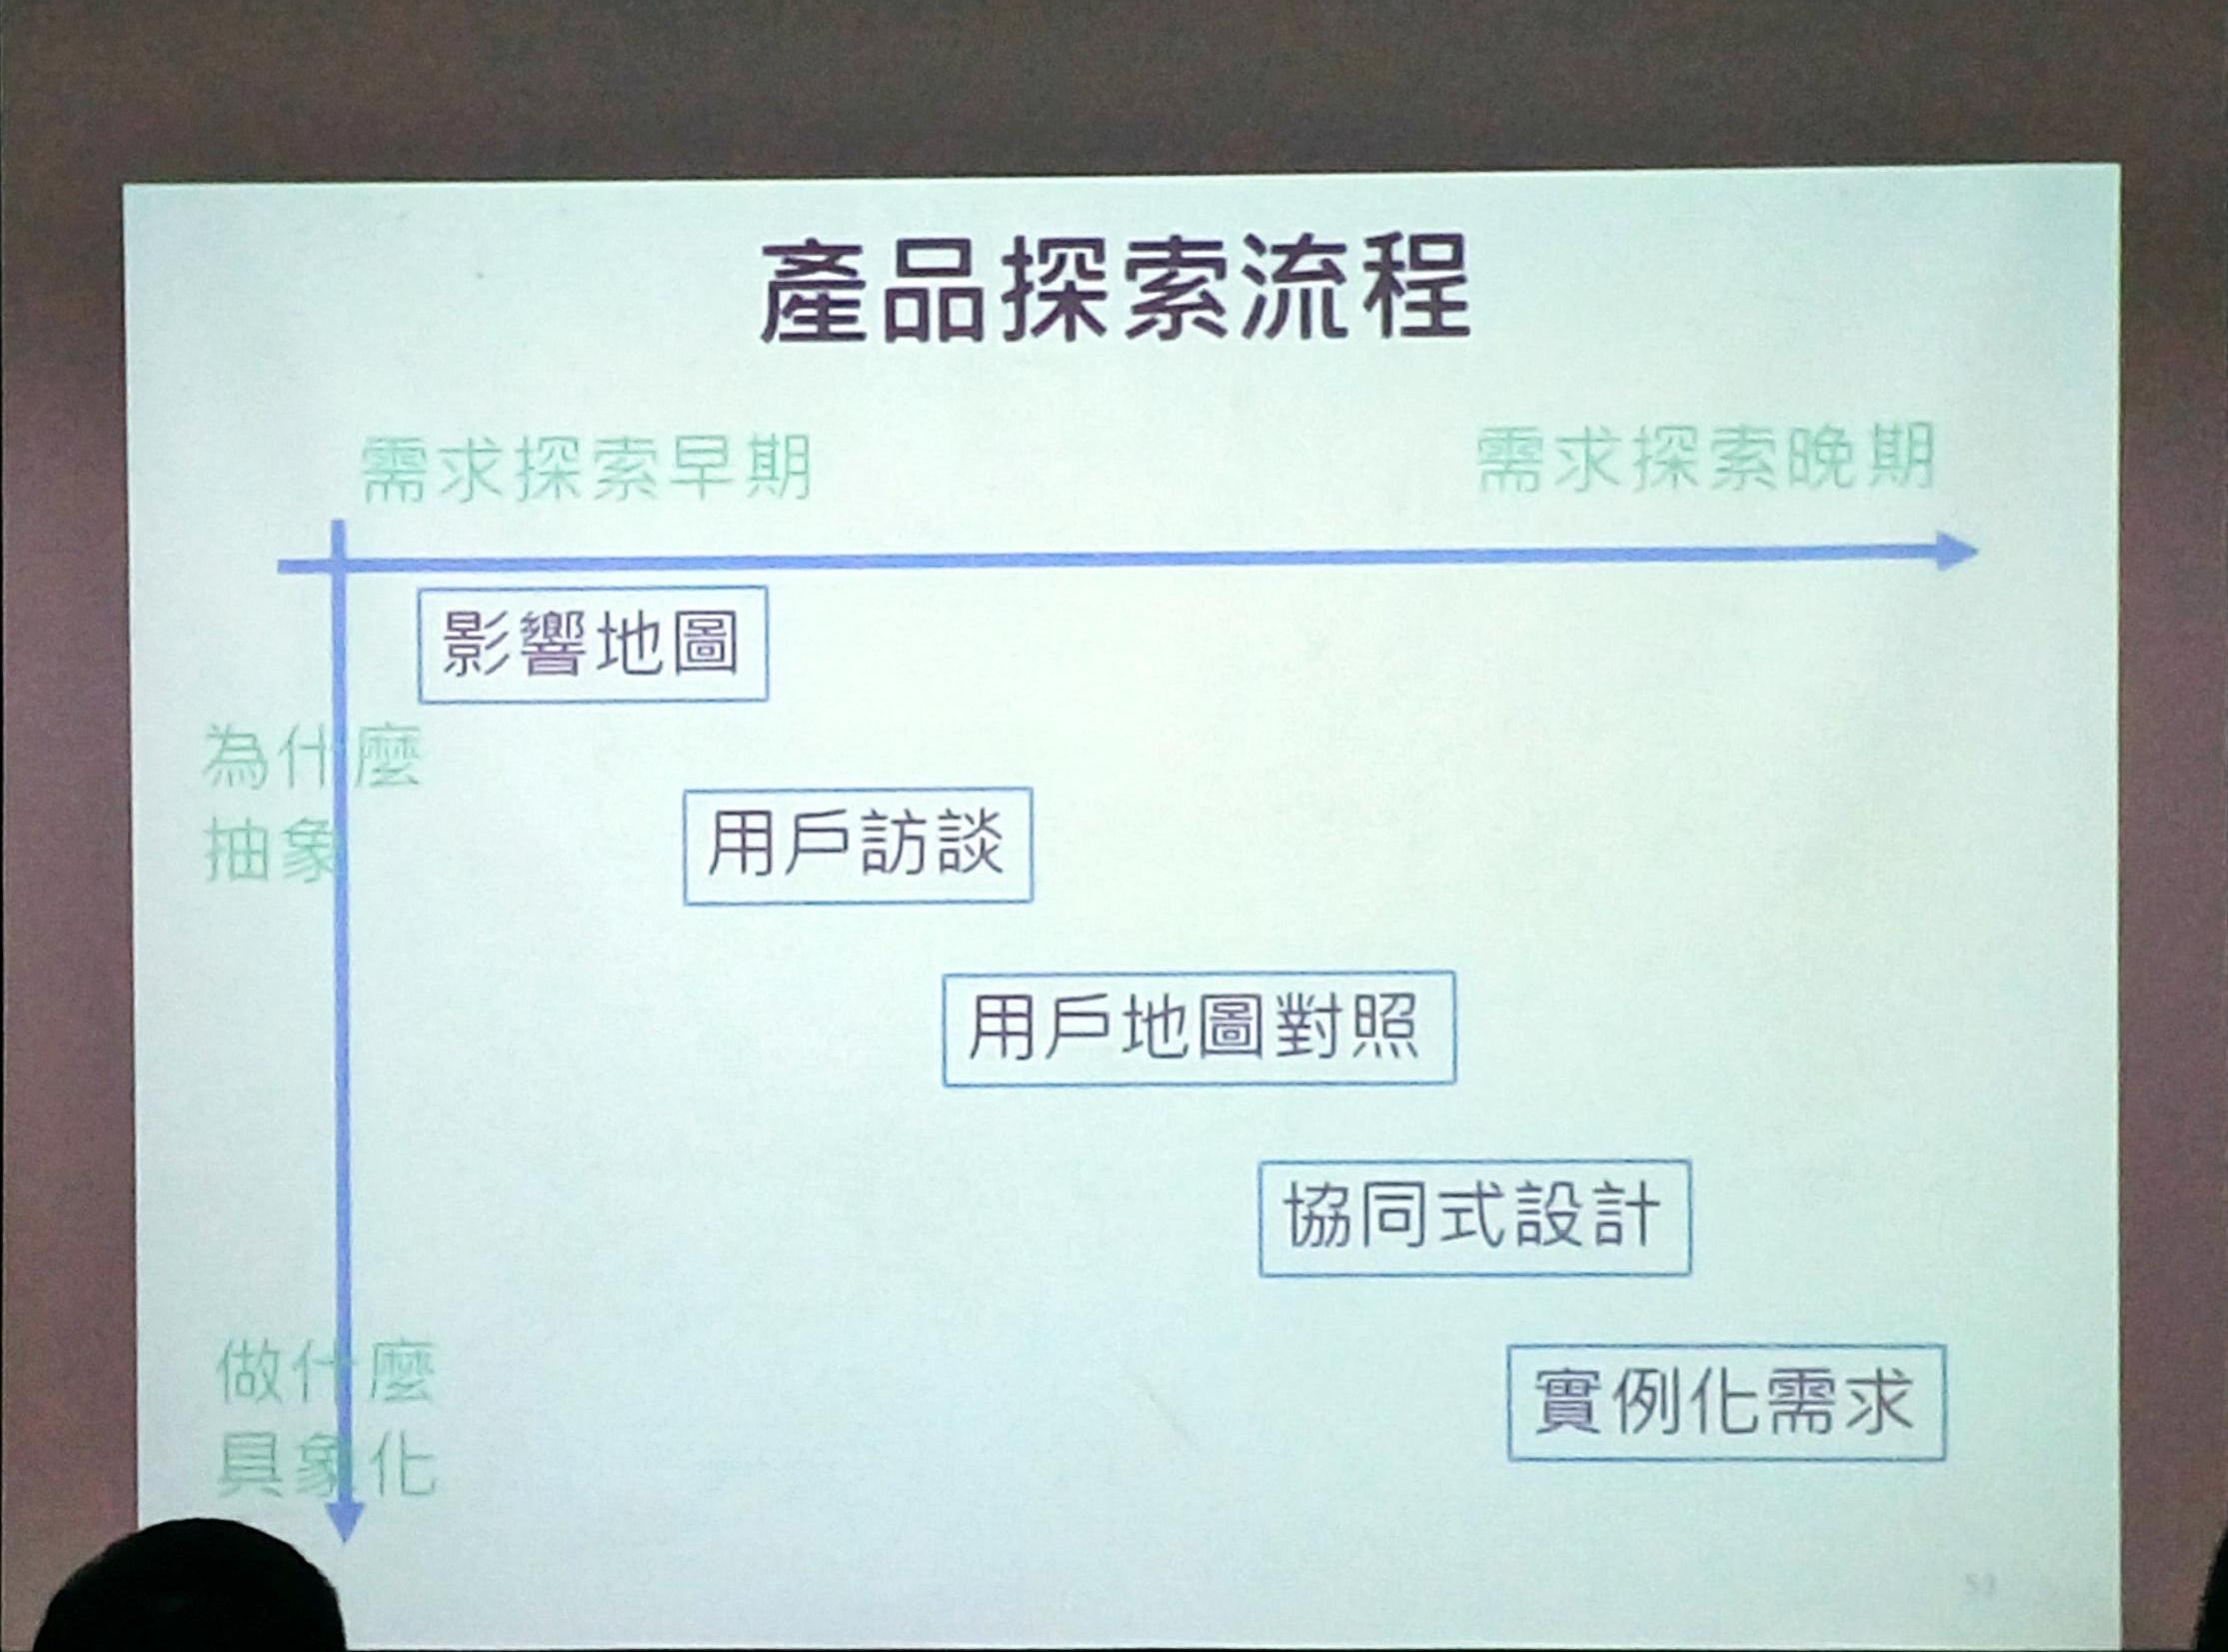 產品探索流程
需求探索早期
需求探索晚期
影響地圖
為什麼
抽象
用戶訪談
用戶地圖對照
協同式設計
做什麼
具象化
實例化需求